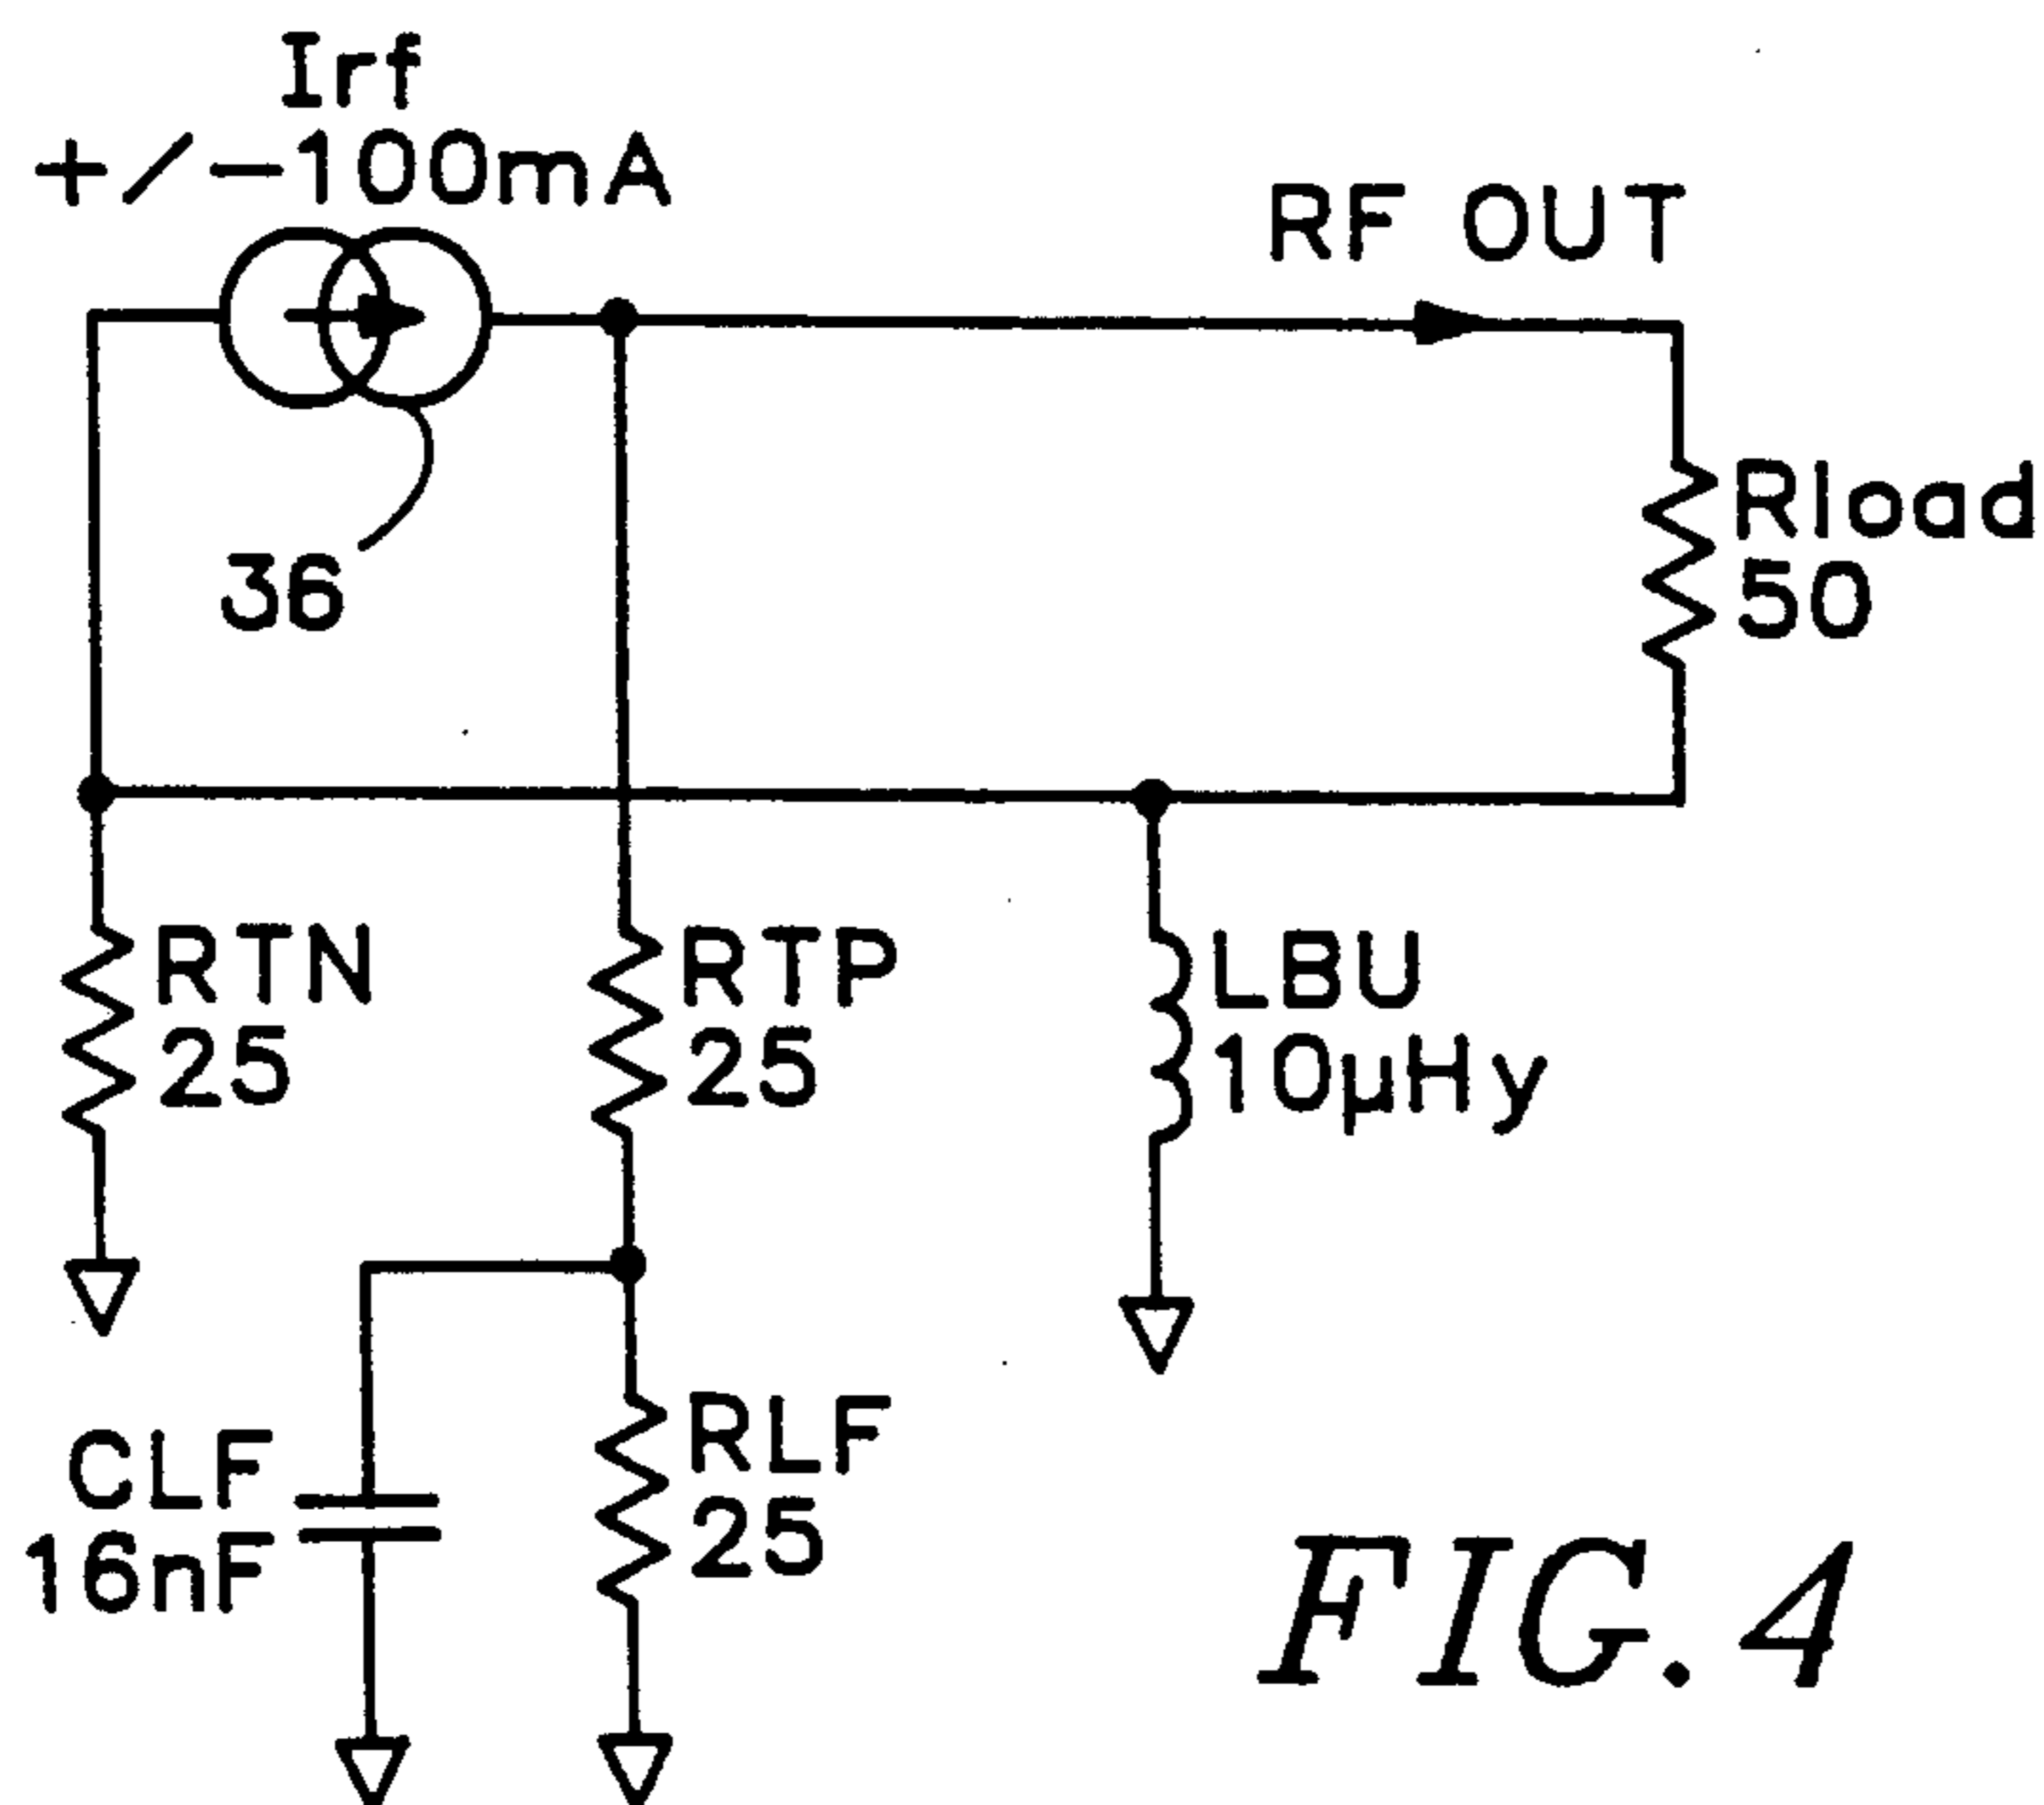 Irf
+/-100mA
RF OUT
36
Rload
50
RTN
25
RTP
25
LBU
10µHy
CLF
16nF
RLF
25
FIG. 4